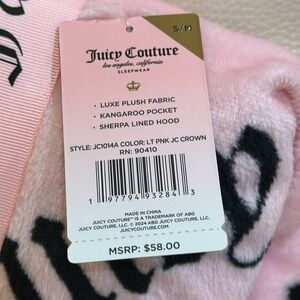 S/M
Juicy Couture
los angeles, california
SLEEPWEAR
• LUXE PLUSH FABRIC
• KANGAROO POCKET
• SHERPA LINED HOOD
STYLE: JC1014A COLOR: LT PNK JC CROWN
RN: 90410
1 97794 93284 3
MADE IN CHINA
JUICY COUTURE™ IS A TRADEMARK OF ABG
JUICY COUTURE, LLC. © 2024 ABG JUICY COUTURE, LLC.
JUICYCOUTURE.COM
MSRP: $58.00